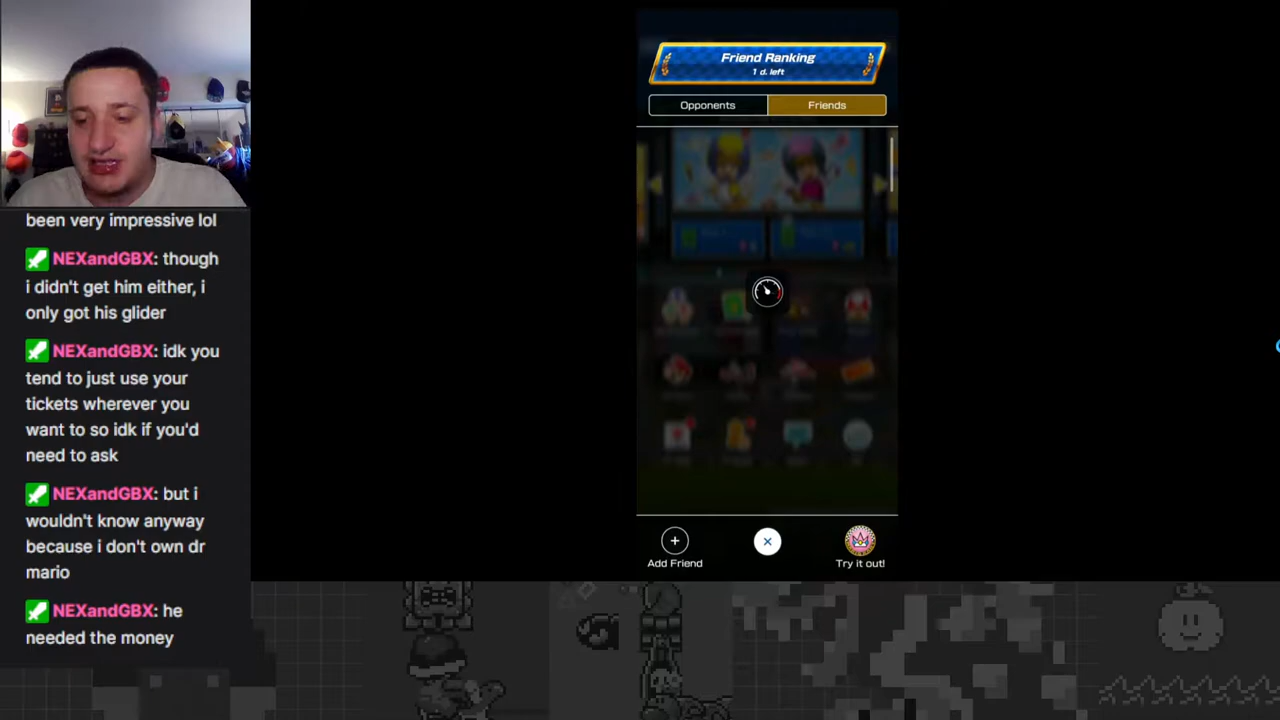 Friend Ranking
1 d. left
Opponents
Friends
Add Friend
Try it out!
been very impressive lol
NEXandGBX: though
i didn't get him either, i
only got his glider
NEXandGBX: idk you
tend to just use your
tickets wherever you
want to so idk if you'd
need to ask
NEXandGBX: but i
wouldn't know anyway
because i don't own dr
mario
NEXandGBX: he
needed the money